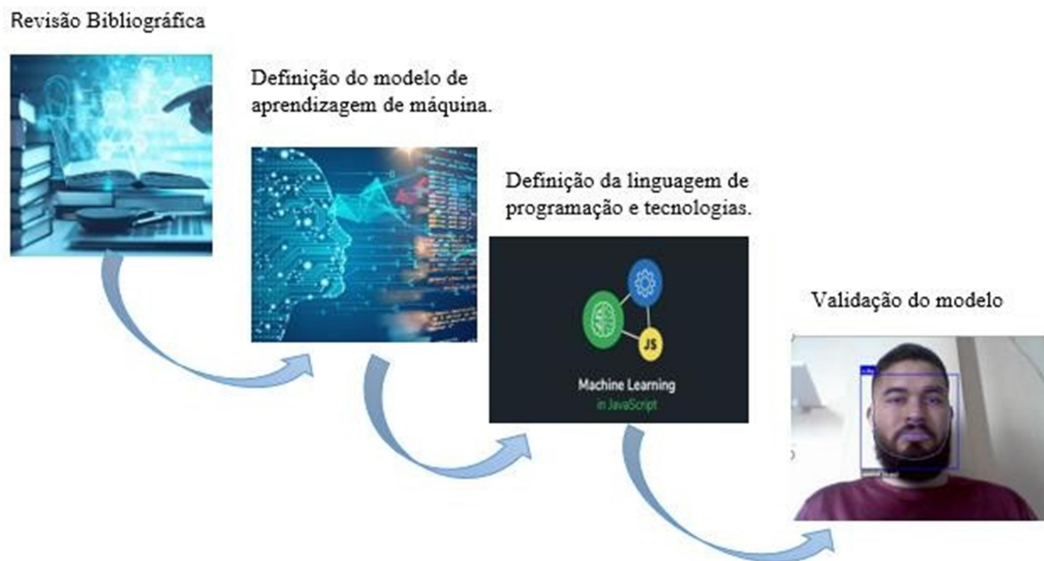 Revisão Bibliográfica
Definição do modelo de
aprendizagem de máquina.
Definição da linguagem de
programação e tecnologias.
JS
Machine Learning
in JavaScript
Validação do modelo